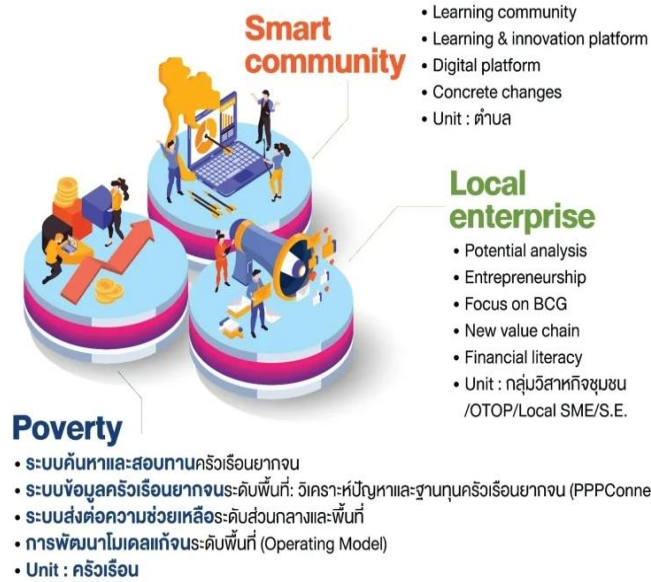 Smart
community
• Learning community
• Learning & innovation platform
• Digital platform
• Concrete changes
• Unit : ตำบล
Local
enterprise
• Potential analysis
• Entrepreneurship
• Focus on BCG
• New value chain
• Financial literacy
• Unit : กลุ่มวิสาหกิจชุมชน
/OTOP/Local SME/S.E.
Poverty
• ระบบค้นหาและสอบทานครัวเรือนยากจน
• ระบบข้อมูลครัวเรือนยากจนระดับพื้นที่: วิเคราะห์ปัญหาและฐานทุนครัวเรือนยากจน (PPPConne
• ระบบส่งต่อความช่วยเหลือระดับส่วนกลางและพื้นที่
• การพัฒนาโมเดลแก้จนระดับพื้นที่ (Operating Model)
• Unit : ครัวเรือน